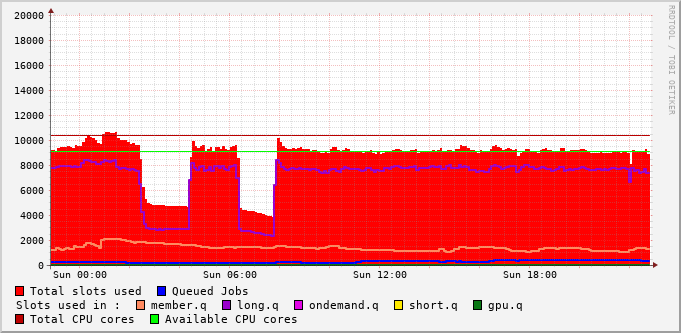 RRDTOOL / TOBI OETIKER
20000
18000
16000
14000
12000
10000
8000
6000
4000
2000
0
Sun 00:00 Sun 06:00 Sun 12:00 Sun 18:00
Total slots used Queued Jobs
Slots used in : member.q long.q ondemand.q short.q gpu.q
Total CPU cores Available CPU cores